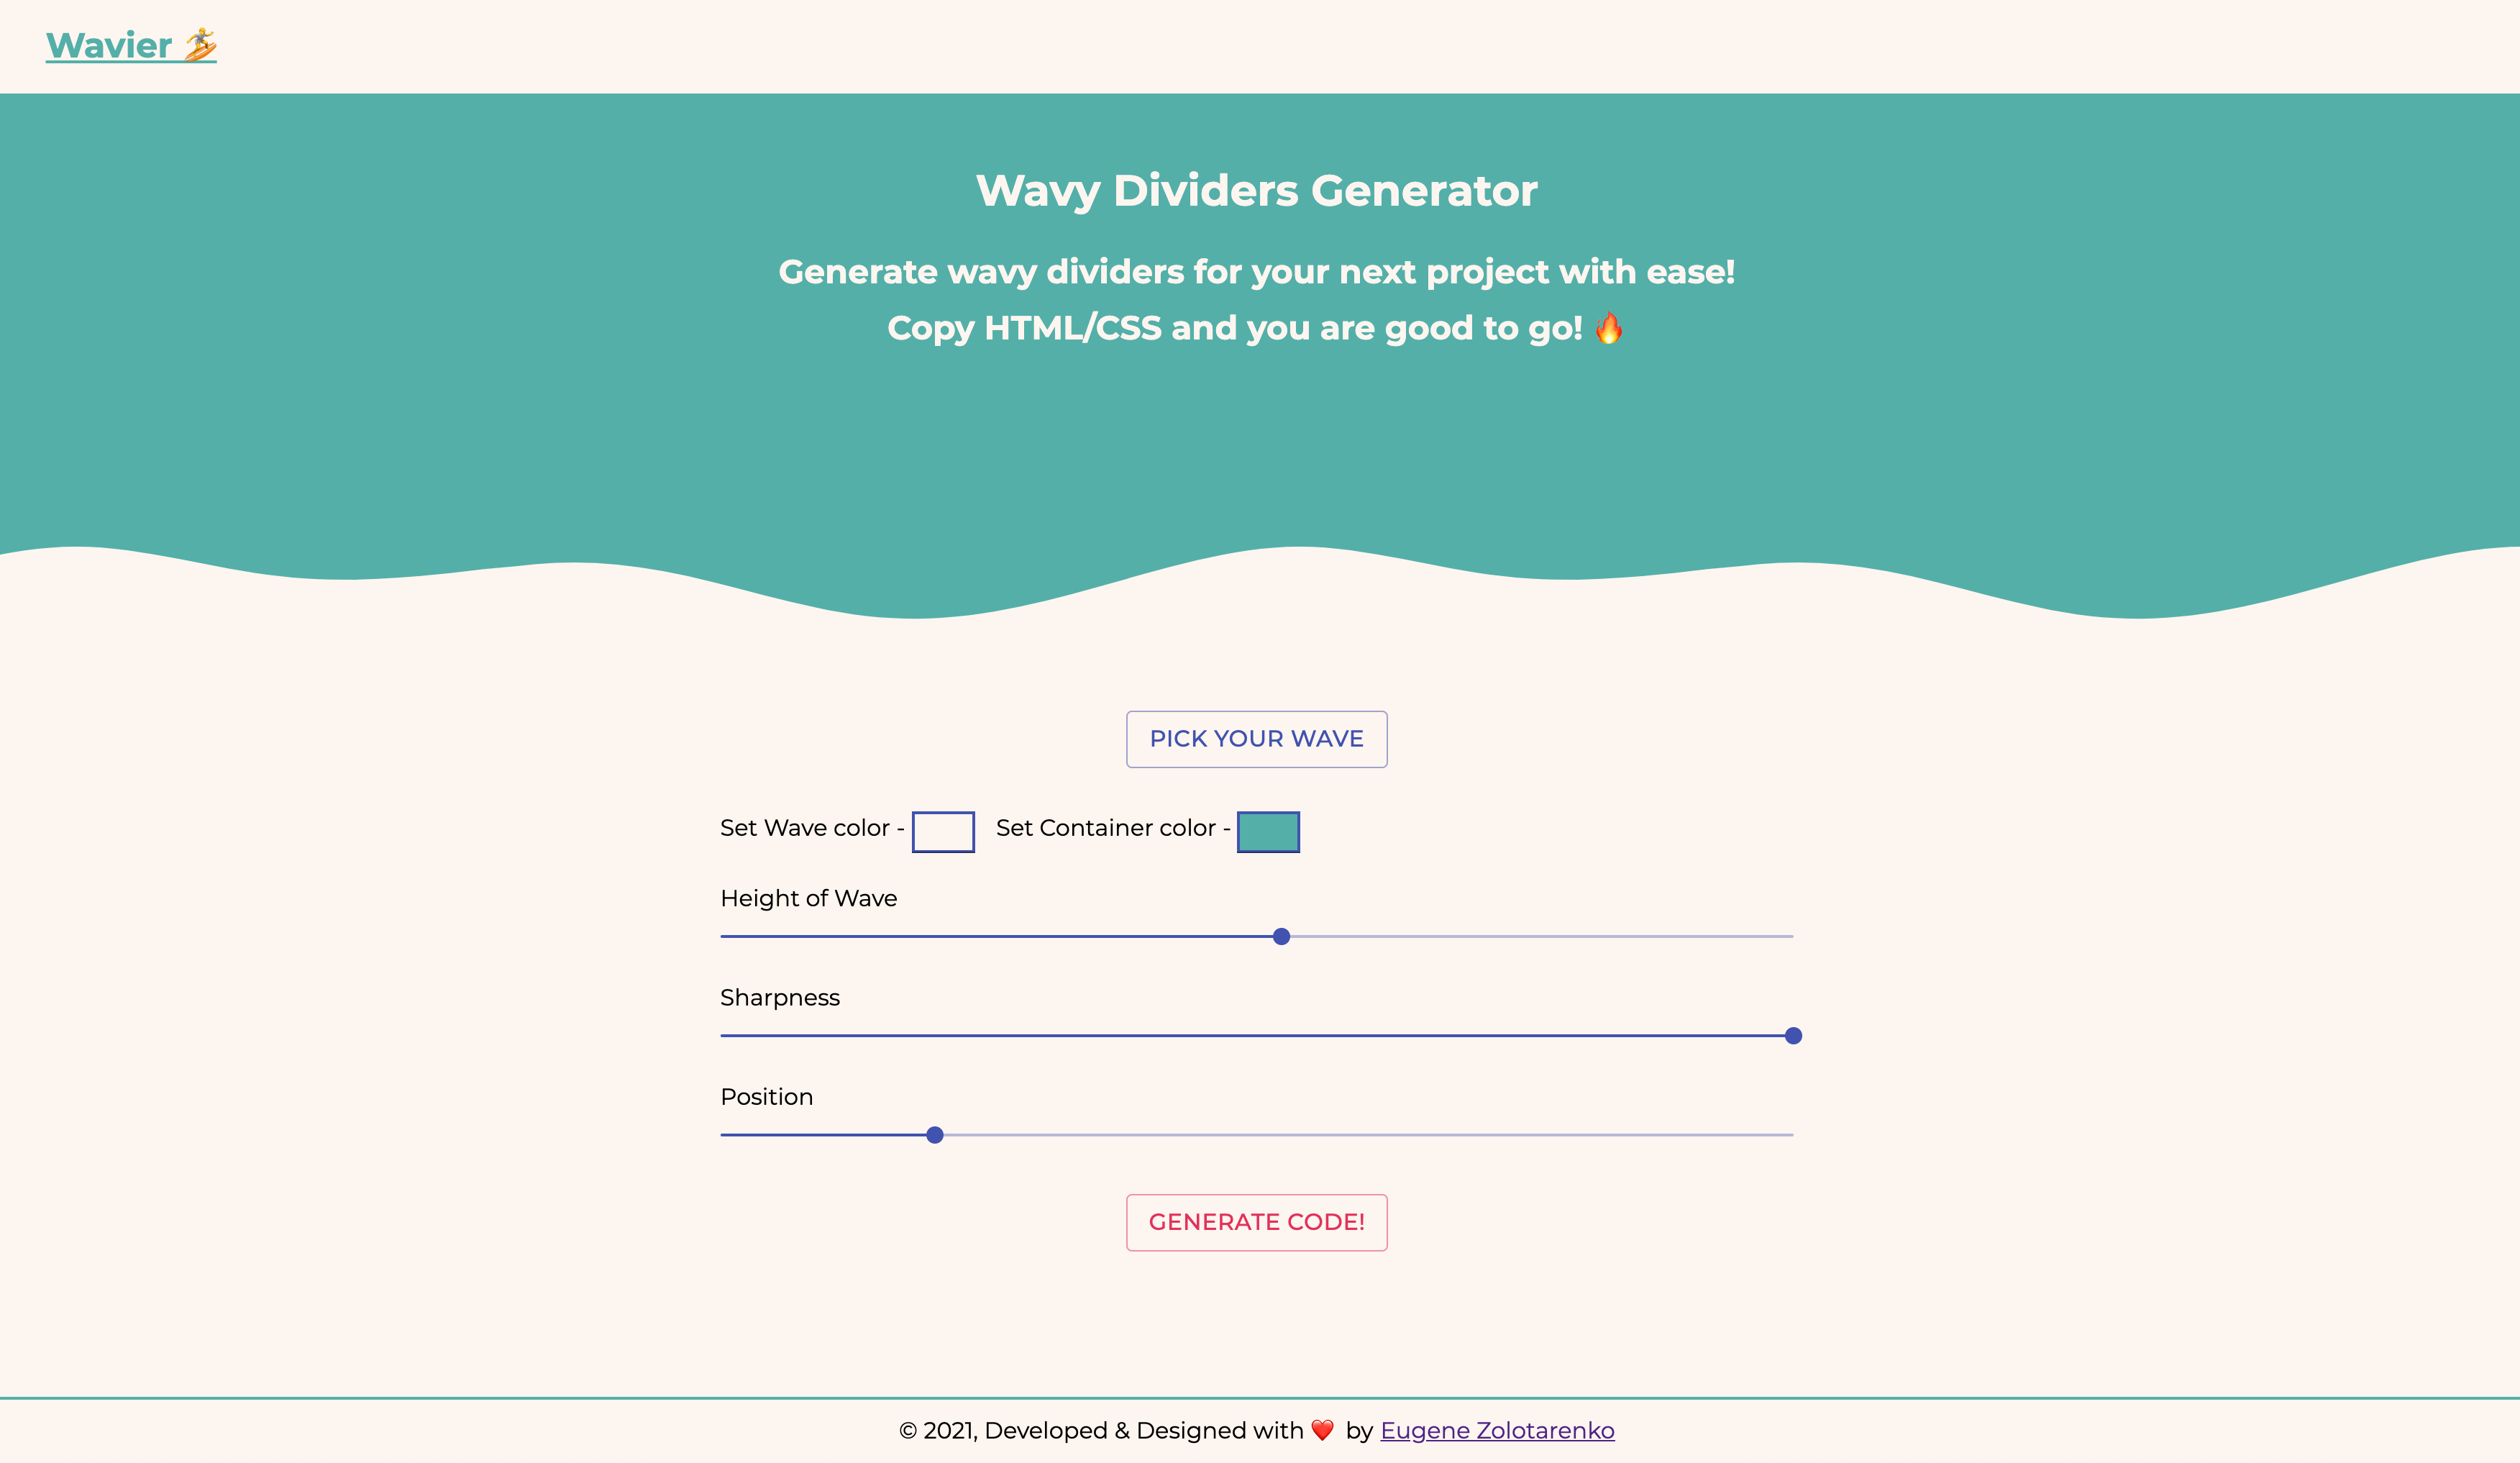 Wavier 🏄
Wavy Dividers Generator
Generate wavy dividers for your next project with ease!
Copy HTML/CSS and you are good to go! 🔥
PICK YOUR WAVE
Set Wave color - Set Container color -
Height of Wave
Sharpness
Position
GENERATE CODE!
© 2021, Developed & Designed with ❤️ by Eugene Zolotarenko